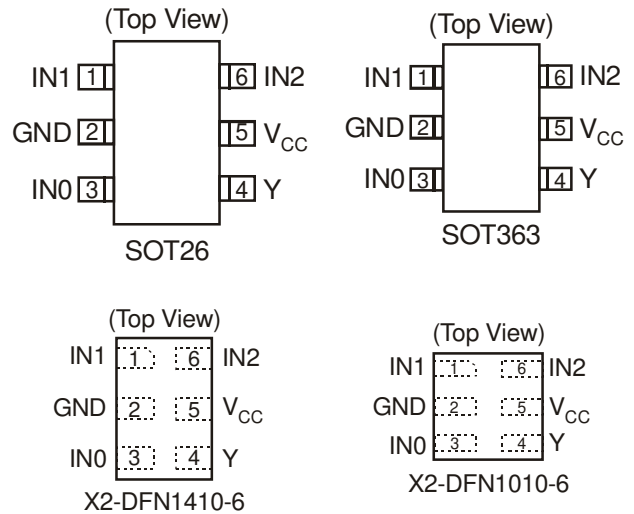 (Top View)
IN1 1 6 IN2
GND 2 5 VCC
IN0 3 4 Y
SOT26
(Top View)
IN1 1 6 IN2
GND 2 5 VCC
IN0 3 4 Y
SOT363
(Top View)
IN1 1 6 IN2
GND 2 5 VCC
IN0 3 4 Y
X2-DFN1410-6
(Top View)
IN1 1 6 IN2
GND 2 5 VCC
IN0 3 4 Y
X2-DFN1010-6